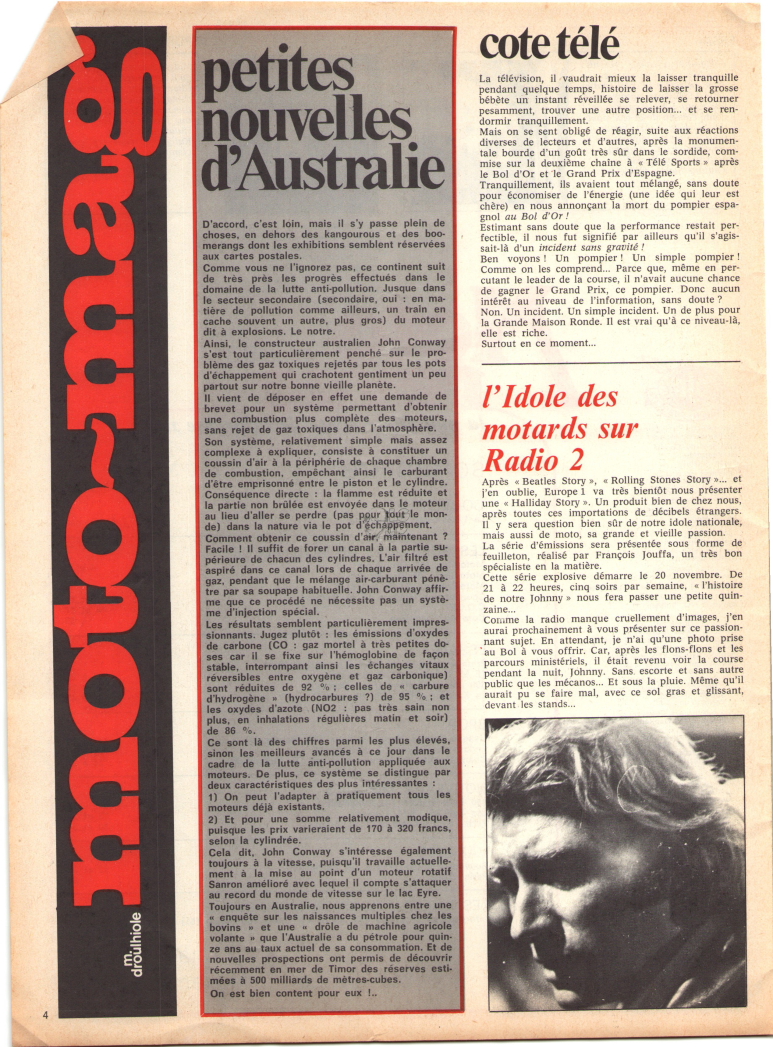 moto-mag
m.
droulhiole
petites
nouvelles
d'Australie
D'accord, c'est loin, mais il s'y passe plein de
choses, en dehors des kangourous et des boo-
merangs dont les exhibitions semblent réservées
aux cartes postales.
Comme vous ne l'ignorez pas, ce continent suit
de très près les progrès effectués dans le
domaine de la lutte anti-pollution. Jusque dans
le secteur secondaire (secondaire, oui : en ma-
tière de pollution comme ailleurs, un train en
cache souvent un autre, plus gros) du moteur
dit à explosions. Le notre.
Ainsi, le constructeur australien John Conway
s'est tout particulièrement penché sur le pro-
blème des gaz toxiques rejetés par tous les pots
d'échappement qui crachotent gentiment un peu
partout sur notre bonne vieille planète.
Il vient de déposer en effet une demande de
brevet pour un système permettant d'obtenir
une combustion plus complète des moteurs,
sans rejet de gaz toxiques dans l'atmosphère.
Son système, relativement simple mais assez
complexe à expliquer, consiste à constituer un
coussin d'air à la périphérie de chaque chambre
de combustion, empêchant ainsi le carburant
d'être emprisonné entre le piston et le cylindre.
Conséquence directe : la flamme est réduite et
la partie non brûlée est envoyée dans le moteur
au lieu d'aller se perdre (pas pour tout le mon-
de) dans la nature via le pot d'échappement.
Comment obtenir ce coussin d'air, maintenant ?
Facile ! Il suffit de forer un canal à la partie su-
périeure de chacun des cylindres. L'air filtré est
aspiré dans ce canal lors de chaque arrivée de
gaz, pendant que le mélange air-carburant pénè-
tre par sa soupape habituelle. John Conway affir-
me que ce procédé ne nécessite pas un systè-
me d'injection spécial.
Les résultats semblent particulièrement impres-
sionnants. Jugez plutôt : les émissions d'oxydes
de carbone (CO : gaz mortel à très petites do-
ses car il se fixe sur l'hémoglobine de façon
stable, interrompant ainsi les échanges vitaux
réversibles entre oxygène et gaz carbonique)
sont réduites de 92 % ; celles de « carbure
d'hydrogène » (hydrocarbures ?) de 95 % ; et
les oxydes d'azote (NO2 : pas très sain non
plus, en inhalations régulières matin et soir)
de 86 %.
Ce sont là des chiffres parmi les plus élevés,
sinon les meilleurs avancés à ce jour dans le
cadre de la lutte anti-pollution appliquée aux
moteurs. De plus, ce système se distingue par
deux caractéristiques des plus intéressantes :
1) On peut l'adapter à pratiquement tous les
moteurs déjà existants.
2) Et pour une somme relativement modique,
puisque les prix varieraient de 170 à 320 francs,
selon la cylindrée.
Cela dit, John Conway s'intéresse également
toujours à la vitesse, puisqu'il travaille actuelle-
ment à la mise au point d'un moteur rotatif
Sanron amélioré avec lequel il compte s'attaquer
au record du monde de vitesse sur le lac Eyre.
Toujours en Australie, nous apprenons entre une
« enquête sur les naissances multiples chez les
bovins » et une « drôle de machine agricole
volante » que l'Australie a du pétrole pour quin-
ze ans au taux actuel de sa consommation. Et de
nouvelles prospections ont permis de découvrir
récemment en mer de Timor des réserves esti-
mées à 500 milliards de mètres-cubes.
On est bien content pour eux !..
cote télé
La télévision, il vaudrait mieux la laisser tranquille
pendant quelque temps, histoire de laisser la grosse
bébête un instant réveillée se relever, se retourner
pesamment, trouver une autre position... et se ren-
dormir tranquillement.
Mais on se sent obligé de réagir, suite aux réactions
diverses de lecteurs et d'autres, après la monumen-
tale bourde d'un goût très sûr dans le sordide, com-
mise sur la deuxième chaîne à « Télé Sports » après
le Bol d'Or et le Grand Prix d'Espagne.
Tranquillement, ils avaient tout mélangé, sans doute
pour économiser de l'énergie (une idée qui leur est
chère) en nous annonçant la mort du pompier espa-
gnol au Bol d'Or !
Estimant sans doute que la performance restait per-
fectible, il nous fut signifié par ailleurs qu'il s'agis-
sait-là d'un incident sans gravité !
Ben voyons ! Un pompier ! Un simple pompier !
Comme on les comprend... Parce que, même en per-
cutant le leader de la course, il n'avait aucune chance
de gagner le Grand Prix, ce pompier. Donc aucun
intérêt au niveau de l'information, sans doute ?
Non. Un incident. Un simple incident. Un de plus pour
la Grande Maison Ronde. Il est vrai qu'à ce niveau-là,
elle est riche.
Surtout en ce moment...
l'Idole des
motards sur
Radio 2
Après « Beatles Story », « Rolling Stones Story »... et
j'en oublie, Europe 1 va très bientôt nous présenter
une « Halliday Story ». Un produit bien de chez nous,
après toutes ces importations de décibels étrangers.
Il y sera question bien sûr de notre idole nationale,
mais aussi de moto, sa grande et vieille passion.
La série d'émissions sera présentée sous forme de
feuilleton, réalisé par François Jouffa, un très bon
spécialiste en la matière.
Cette série explosive démarre le 20 novembre. De
21 à 22 heures, cinq soirs par semaine, « l'histoire
de notre Johnny » nous fera passer une petite quin-
zaine...
Comme la radio manque cruellement d'images, j'en
aurai prochainement à vous présenter sur ce passion-
nant sujet. En attendant, je n'ai qu'une photo prise
au Bol à vous offrir. Car, après les flons-flons et les
parcours ministériels, il était revenu voir la course
pendant la nuit, Johnny. Sans escorte et sans autre
public que les mécanos... Et sous la pluie. Même qu'il
aurait pu se faire mal, avec ce sol gras et glissant,
devant les stands...
4